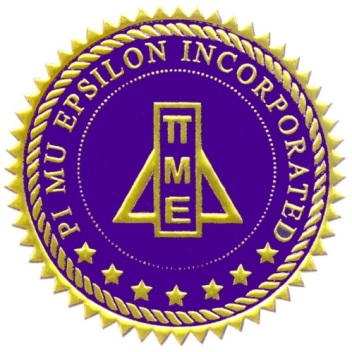 PI MU EPSILON INCORPORATED
Π
Μ
Ε